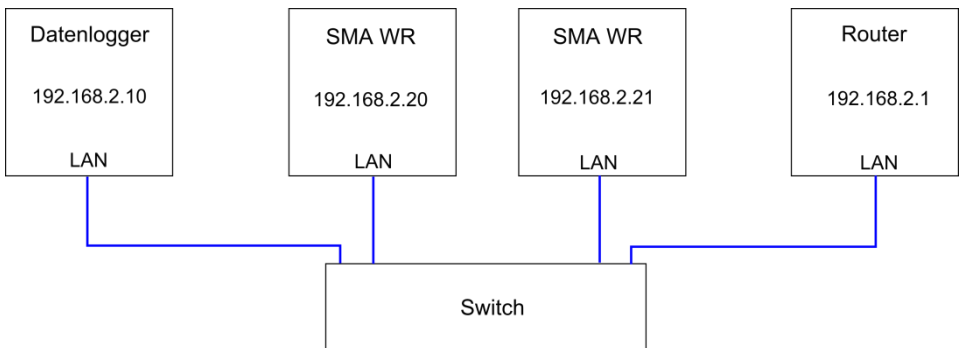 Datenlogger
192.168.2.10
LAN
SMA WR
192.168.2.20
LAN
SMA WR
192.168.2.21
LAN
Router
192.168.2.1
LAN
Switch